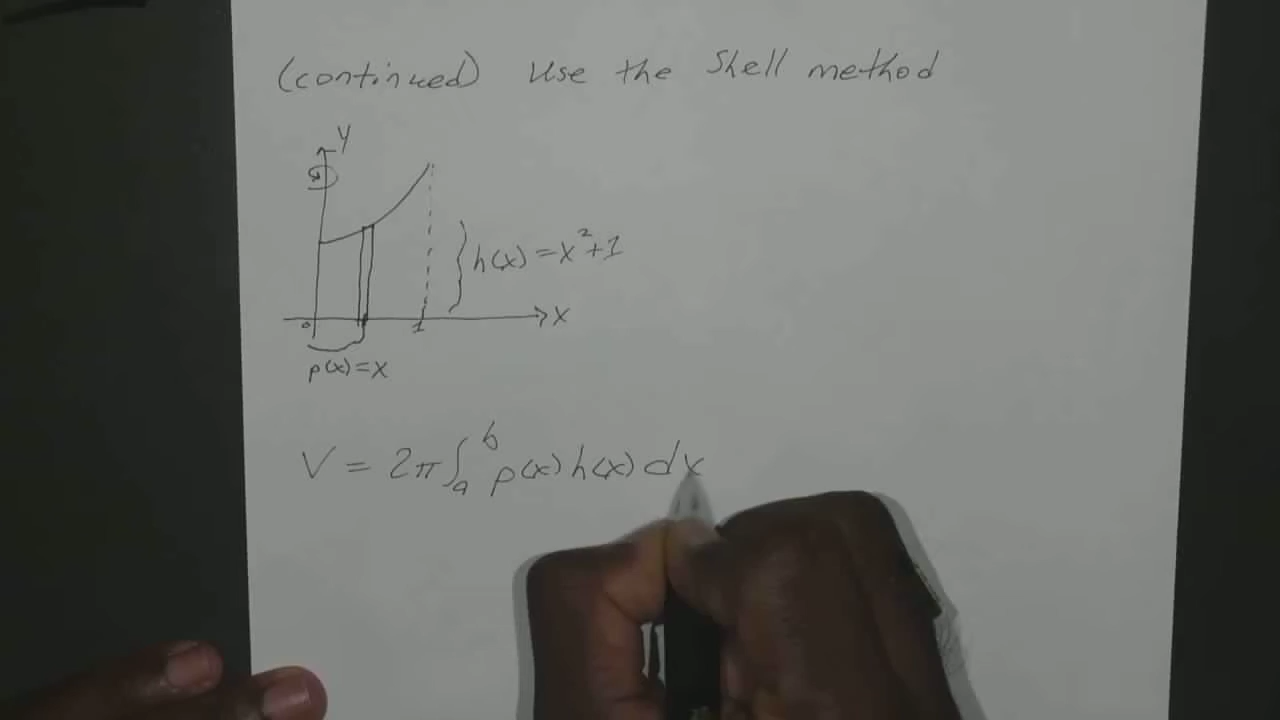 (continued) Use the Shell method
y
h(x) = x²+1
0 1 x
p(x) = x
V = 2π∫ₐᵇ p(x) h(x) dx